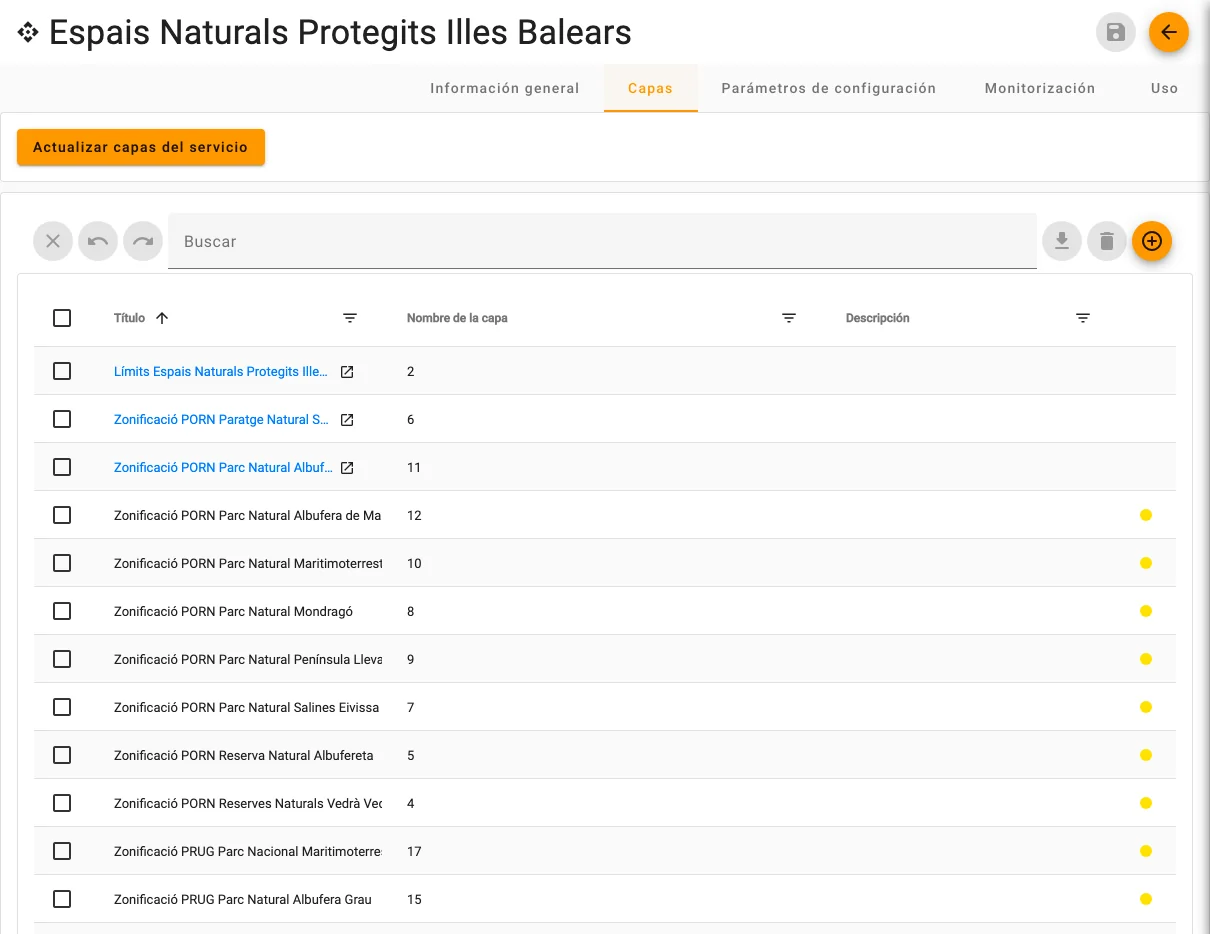 Espais Naturals Protegits Illes Balears
Información general Capas Parámetros de configuración Monitorización Uso
Actualizar capas del servicio
Buscar
Título Nombre de la capa Descripción
Límits Espais Naturals Protegits Ille... 2
Zonificació PORN Paratge Natural S... 6
Zonificació PORN Parc Natural Albuf... 11
Zonificació PORN Parc Natural Albufera de Ma 12
Zonificació PORN Parc Natural Maritimoterrest 10
Zonificació PORN Parc Natural Mondragó 8
Zonificació PORN Parc Natural Península Lleva 9
Zonificació PORN Parc Natural Salines Eivissa 7
Zonificació PORN Reserva Natural Albufereta 5
Zonificació PORN Reserves Naturals Vedrà Ved 4
Zonificació PRUG Parc Nacional Maritimoterre 17
Zonificació PRUG Parc Natural Albufera Grau 15